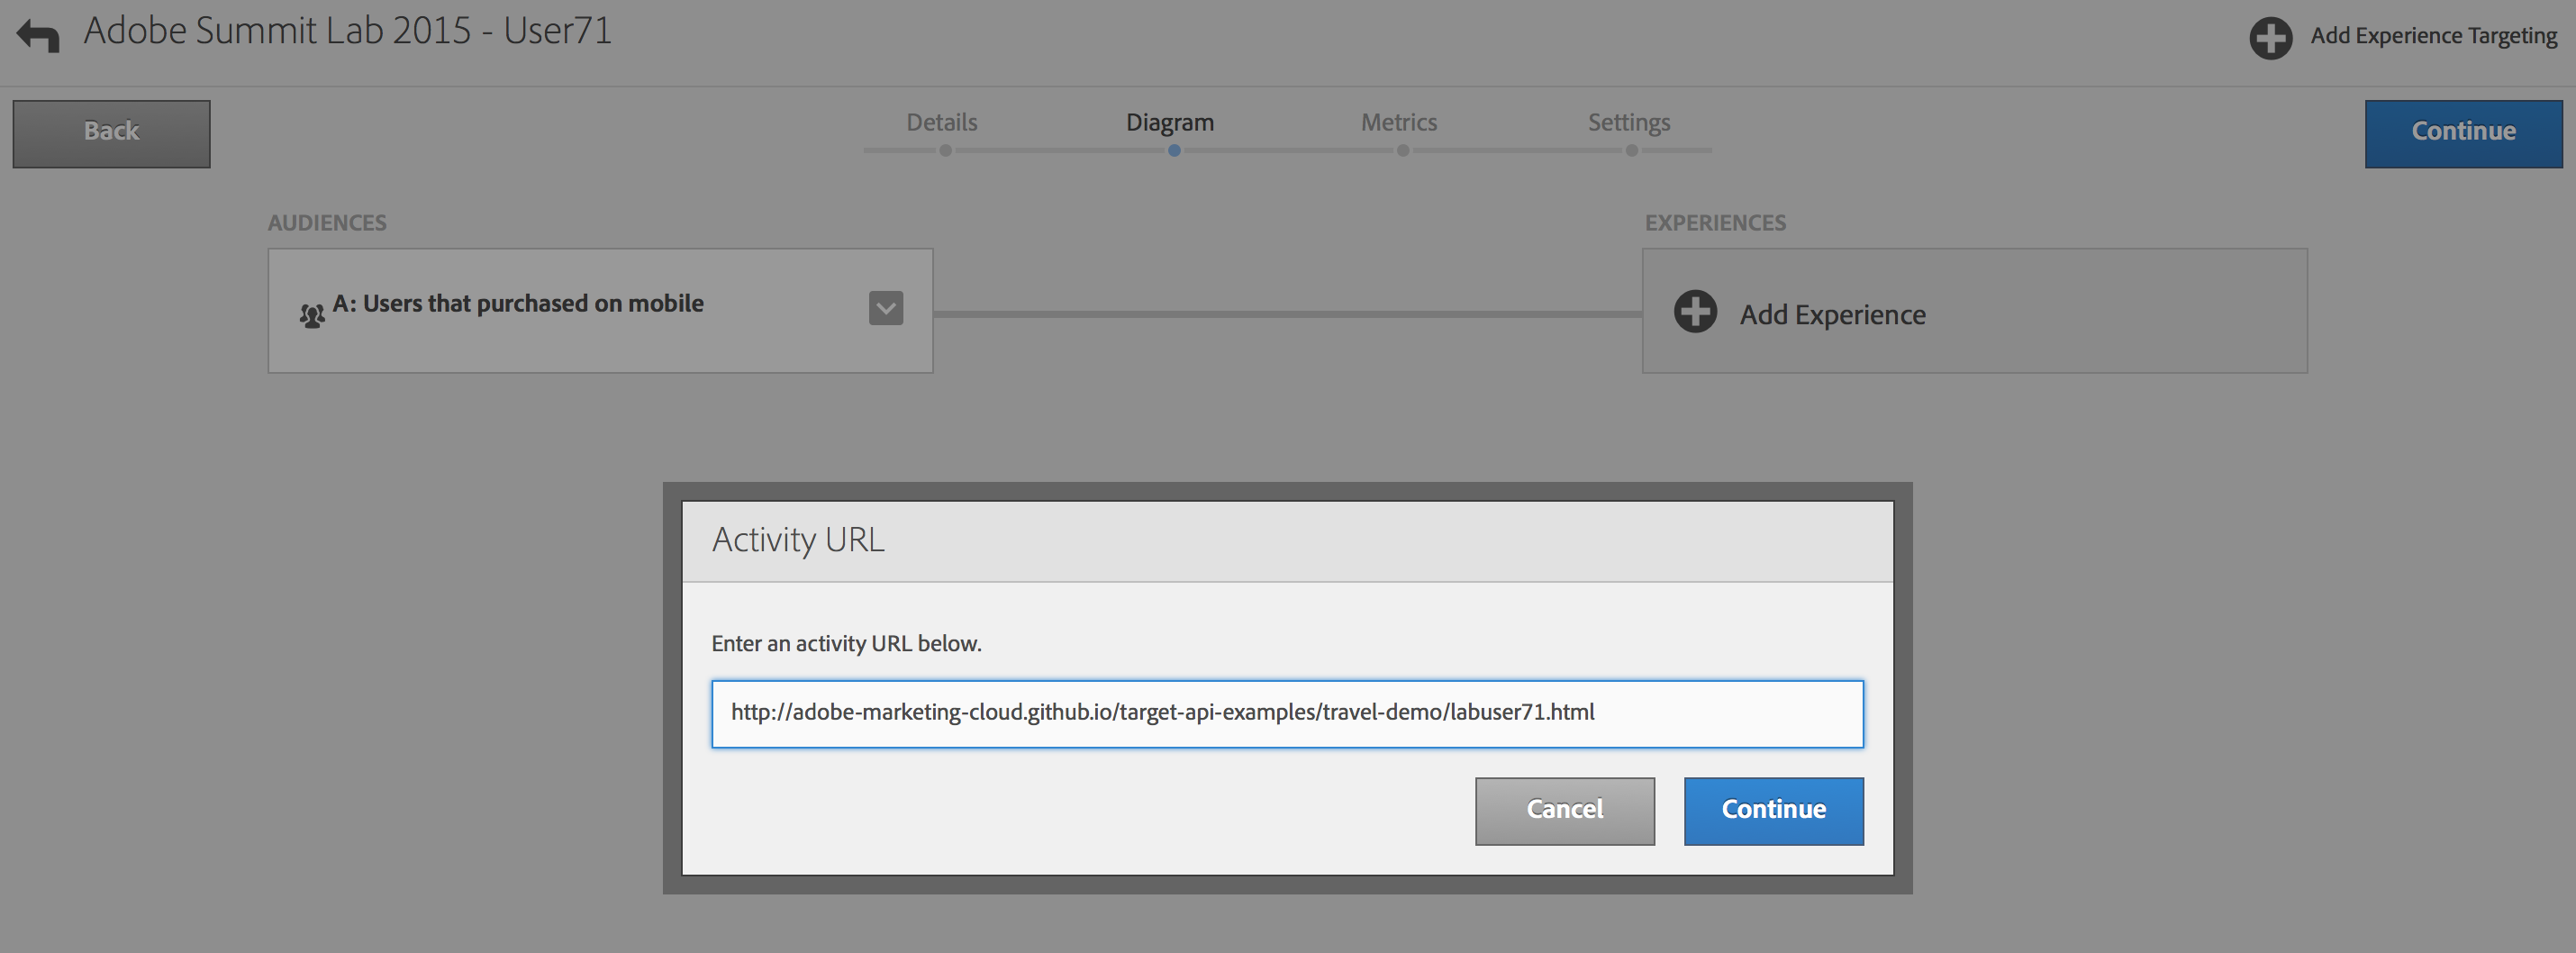 Adobe Summit Lab 2015 - User71
Add Experience Targeting
Back
Details
Diagram
Metrics
Settings
Continue
AUDIENCES
EXPERIENCES
A: Users that purchased on mobile
Add Experience
Activity URL
Enter an activity URL below.
http://adobe-marketing-cloud.github.io/target-api-examples/travel-demo/labuser71.html
Cancel
Continue